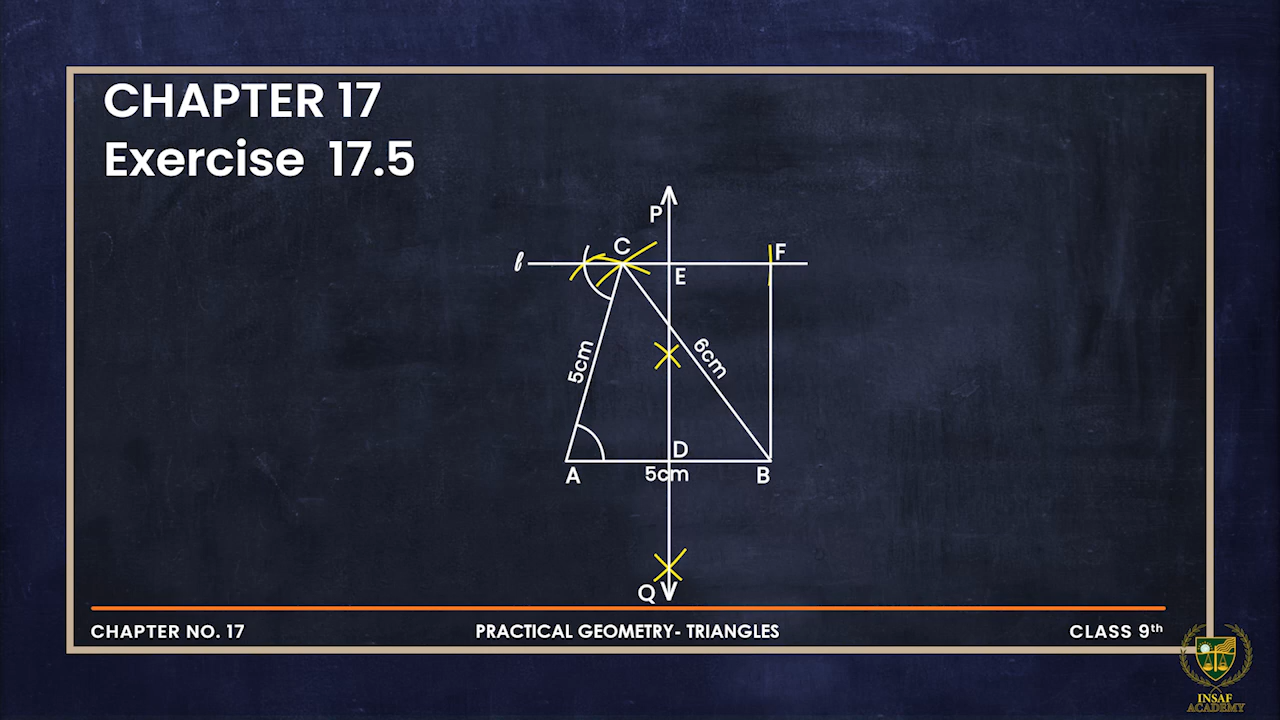 CHAPTER 17
Exercise 17.5
P
C
F
ℓ
E
5cm
6cm
D
A
5cm
B
Q
CHAPTER NO. 17
PRACTICAL GEOMETRY- TRIANGLES
CLASS 9th
INSAF
ACADEMY